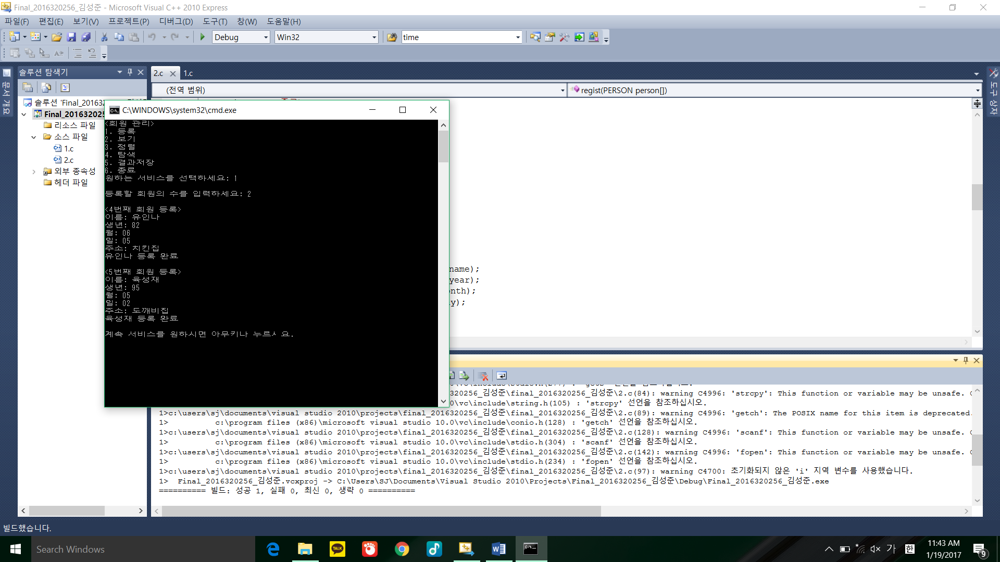 Final_2016320256_김성준 - Microsoft Visual C++ 2010 Express
파일(F) 편집(E) 보기(V) 프로젝트(P) 디버그(D) 도구(T) 창(W) 도움말(H)
Debug Win32 time
문서 개요
솔루션 탐색기
솔루션 'Final_20163202
Final_201632025
리소스 파일
소스 파일
1.c
2.c
외부 종속성
헤더 파일
2.c 1.c
(전역 범위) regist(PERSON person[])
도구 상자
C:\WINDOWS\system32\cmd.exe
<회원 관리>
1. 등록
2. 보기
3. 정렬
4. 탐색
5. 결과저장
6. 종료
원하는 서비스를 선택하세요: 1
등록할 회원의 수를 입력하세요: 2
<4번째 회원 등록>
이름: 유인나
생년: 82
월: 06
일: 05
주소: 치킨집
유인나 등록 완료
<5번째 회원 등록>
이름: 육성재
생년: 95
월: 05
일: 02
주소: 도깨비집
육성재 등록 완료
계속 서비스를 원하시면 아무키나 누르시요.
name);
year);
onth);
y);
320256_김성준\final_2016320256_김성준\2.c(84): warning C4996: 'strcpy': This function or variable may be unsafe.
0\vc\include\string.h(105) : 'strcpy' 선언을 참조하십시오.
1>c:\users\sj\documents\visual studio 2010\projects\final_2016320256_김성준\final_2016320256_김성준\2.c(89): warning C4996: 'getch': The POSIX name for this item is deprecated.
1> c:\program files (x86)\microsoft visual studio 10.0\vc\include\conio.h(128) : 'getch' 선언을 참조하십시오.
1>c:\users\sj\documents\visual studio 2010\projects\final_2016320256_김성준\final_2016320256_김성준\2.c(128): warning C4996: 'scanf': This function or variable may be unsafe.
1> c:\program files (x86)\microsoft visual studio 10.0\vc\include\stdio.h(304) : 'scanf' 선언을 참조하십시오.
1>c:\users\sj\documents\visual studio 2010\projects\final_2016320256_김성준\final_2016320256_김성준\2.c(142): warning C4996: 'fopen': This function or variable may be unsafe.
1> c:\program files (x86)\microsoft visual studio 10.0\vc\include\stdio.h(234) : 'fopen' 선언을 참조하십시오.
1>c:\users\sj\documents\visual studio 2010\projects\final_2016320256_김성준\final_2016320256_김성준\2.c(97): warning C4700: 초기화되지 않은 'i' 지역 변수를 사용했습니다.
1> Final_2016320256_김성준.vcxproj -> C:\Users\SJ\Documents\Visual Studio 2010\Projects\Final_2016320256_김성준\Debug\Final_2016320256_김성준.exe
========== 빌드: 성공 1, 실패 0, 최신 0, 생략 0 ==========
빌드했습니다.
Search Windows
TALK
가 한
11:43 AM
1/19/2017
9